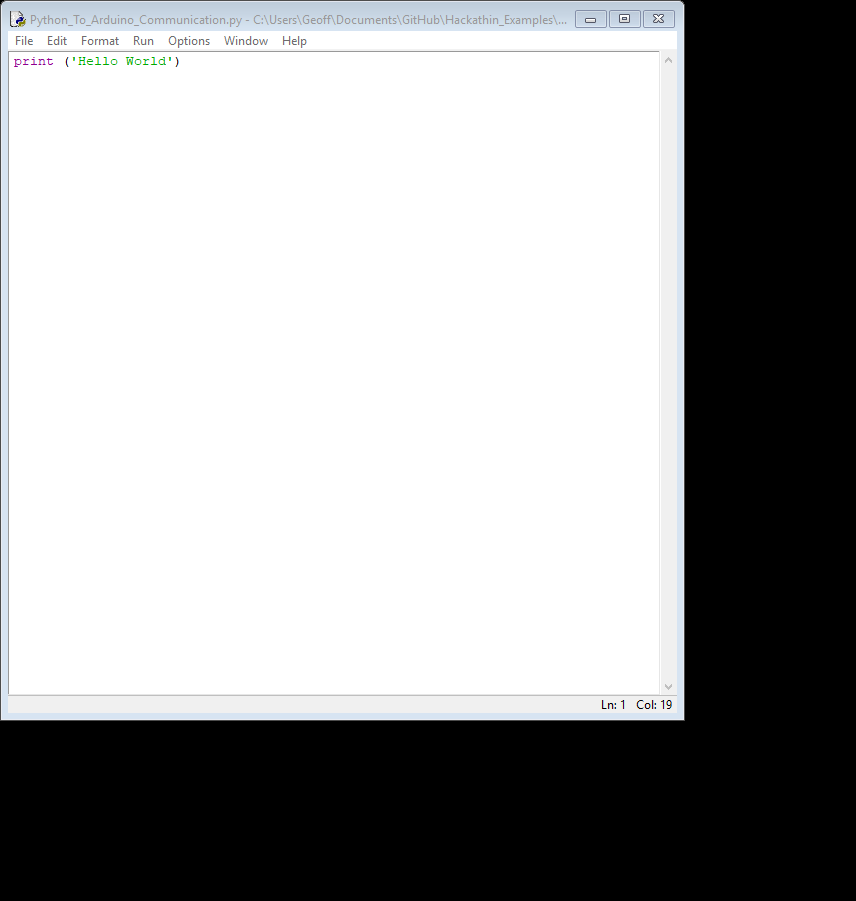 Python_To_Arduino_Communication.py - C:\Users\Geoff\Documents\GitHub\Hackathin_Examples\...
File Edit Format Run Options Window Help
print ('Hello World')
Ln: 1 Col: 19